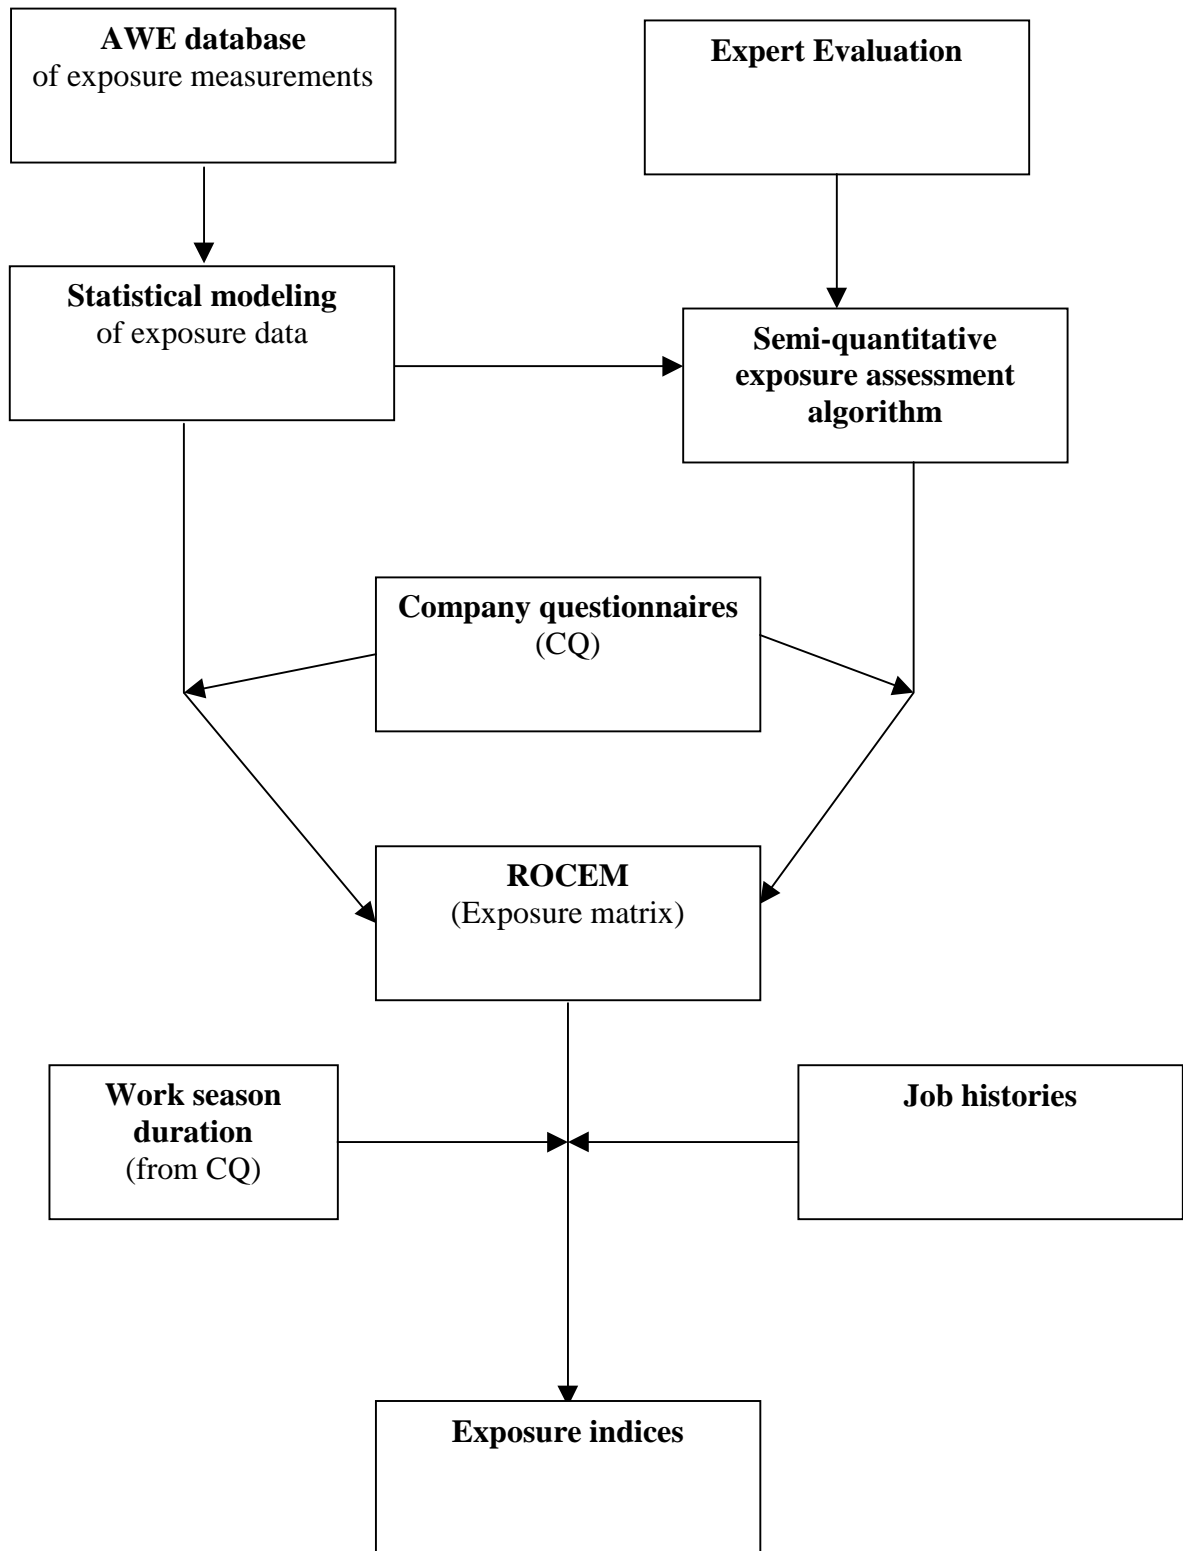 AWE database
of exposure measurements
Expert Evaluation
Statistical modeling
of exposure data
Semi-quantitative
exposure assessment
algorithm
Company questionnaires
(CQ)
ROCEM
(Exposure matrix)
Work season
duration
(from CQ)
Job histories
Exposure indices